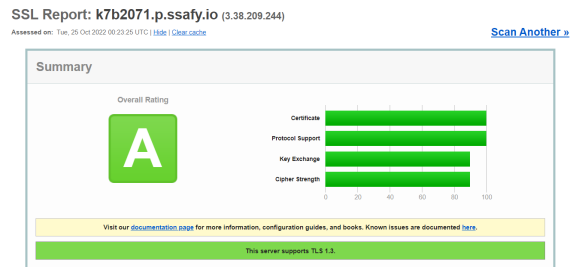 SSL Report: k7b2071.p.ssafy.io (3.38.209.244)
Assessed on: Tue, 25 Oct 2022 00:23:25 UTC | Hide | Clear cache
Scan Another »
Summary
Overall Rating
A
Certificate
Protocol Support
Key Exchange
Cipher Strength
0 20 40 60 80 100
Visit our documentation page for more information, configuration guides, and books. Known issues are documented here.
This server supports TLS 1.3.